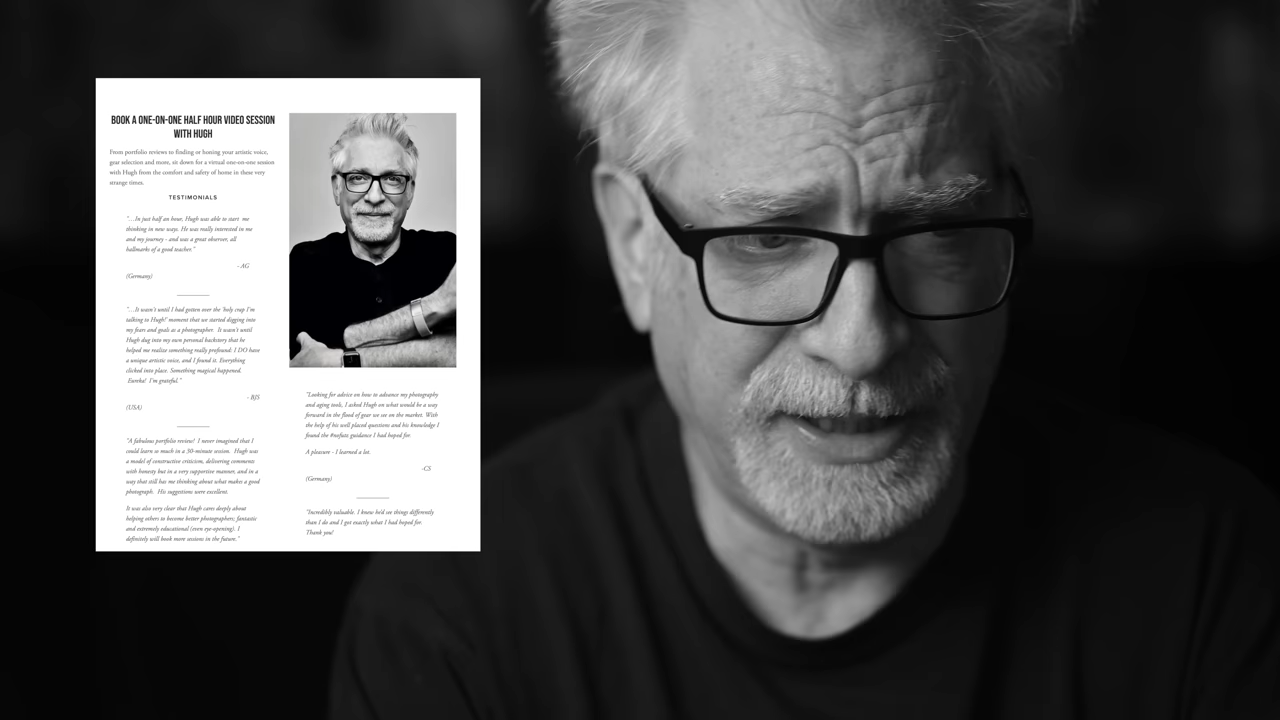 BOOK A ONE-ON-ONE HALF HOUR VIDEO SESSION
WITH HUGH
From portfolio reviews to finding or honing your artistic voice,
gear selection and more, sit down for a virtual one-on-one session
with Hugh from the comfort and safety of home in these very
strange times.
TESTIMONIALS
"…In just half an hour, Hugh was able to start  me
thinking in new ways. He was really interested in me
and my journey - and was a great observer, all
hallmarks of a good teacher."
- AG
(Germany)
"…It wasn't until I had gotten over the 'holy crap I'm
talking to Hugh!' moment that we started digging into
my fears and goals as a photographer.  It wasn't until
Hugh dug into my own personal backstory that he
helped me realize something really profound: I DO have
a unique artistic voice, and I found it. Everything
clicked into place. Something magical happened.
Eureka!  I'm grateful."
- BJS
(USA)
"A fabulous portfolio review!  I never imagined that I
could learn so much in a 30-minute session.  Hugh was
a model of constructive criticism, delivering comments
with honesty but in a very supportive manner, and in a
way that still has me thinking about what makes a good
photograph.  His suggestions were excellent.
It was also very clear that Hugh cares deeply about
helping others to become better photographers; fantastic
and extremely educational (even eye-opening). I
definitely will book more sessions in the future."
"Looking for advice on how to advance my photography
and aging tools, I asked Hugh on what would be a way
forward in the flood of gear we see on the market. With
the help of his well placed questions and his knowledge I
found the #nofuzz guidance I had hoped for.
A pleasure - I learned a lot.
-CS
(Germany)
"Incredibly valuable. I knew he'd see things differently
than I do and I got exactly what I had hoped for.
Thank you!